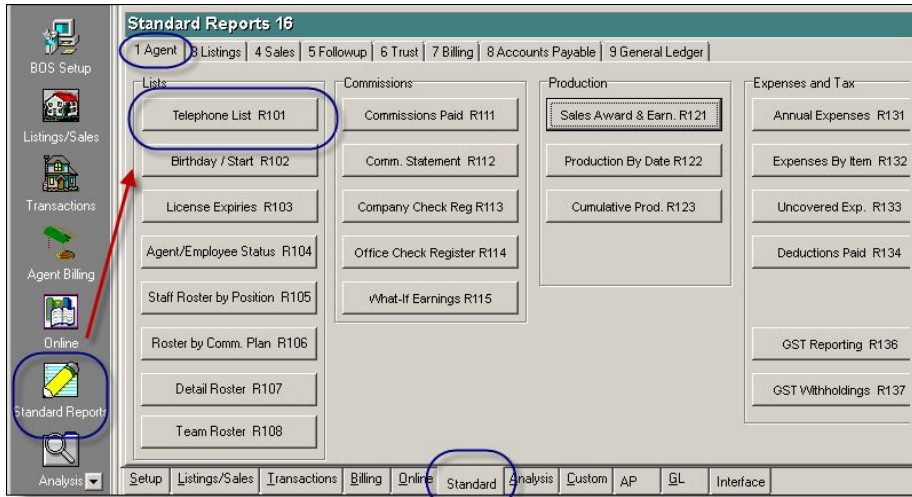 Standard Reports 16
1 Agent 3 Listings 4 Sales 5 Followup 6 Trust 7 Billing 8 Accounts Payable 9 General Ledger
BOS Setup
Listings/Sales
Transactions
Agent Billing
Online
Standard Reports
Analysis
Lists
Telephone List R101
Birthday / Start R102
License Expiries R103
Agent/Employee Status R104
Staff Roster by Position R105
Roster by Comm. Plan R106
Detail Roster R107
Team Roster R108
Commissions
Commissions Paid R111
Comm. Statement R112
Company Check Reg R113
Office Check Register R114
What-If Earnings R115
Production
Sales Award & Earn. R121
Production By Date R122
Cumulative Prod. R123
Expenses and Tax
Annual Expenses R131
Expenses By Item R132
Uncovered Exp. R133
Deductions Paid R134
GST Reporting R136
GST Withholdings R137
Setup Listings/Sales Transactions Billing Online Standard Analysis Custom AP GL Interface